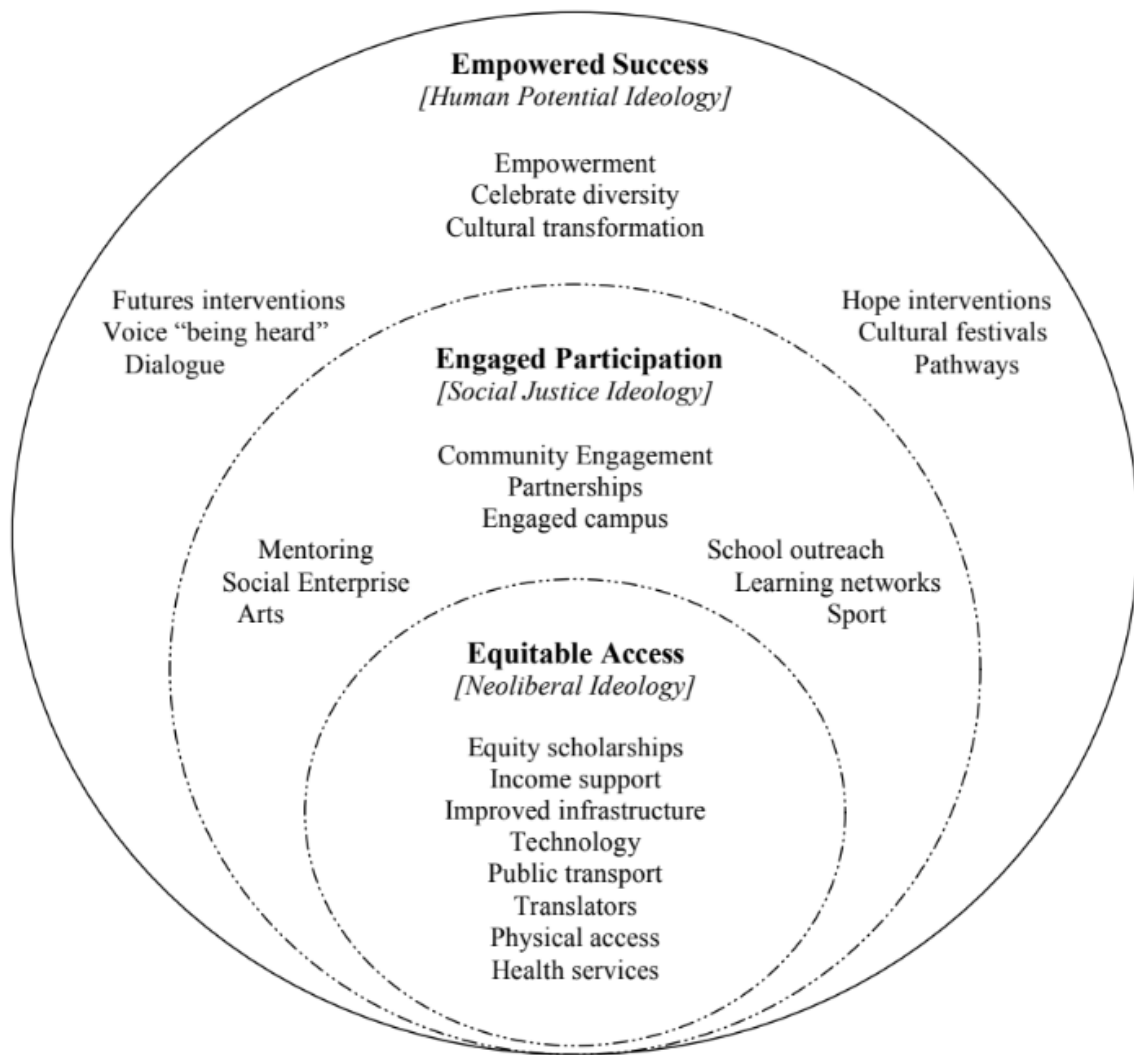 Empowered Success
[Human Potential Ideology]
Empowerment
Celebrate diversity
Cultural transformation
Futures interventions
Voice “being heard”
Dialogue
Hope interventions
Cultural festivals
Pathways
Engaged Participation
[Social Justice Ideology]
Community Engagement
Partnerships
Engaged campus
Mentoring
Social Enterprise
Arts
School outreach
Learning networks
Sport
Equitable Access
[Neoliberal Ideology]
Equity scholarships
Income support
Improved infrastructure
Technology
Public transport
Translators
Physical access
Health services